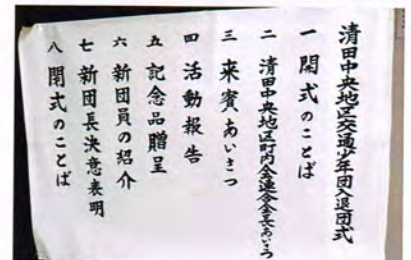 清田中央地区交通少年団入退団式
一 開式のことば
二 清田中央地区町内会連合会長あいさつ
三 来賓あいさつ
四 活動報告
五 記念品贈呈
六 新団員の紹介
七 新団長決意表明
八 閉式のことば